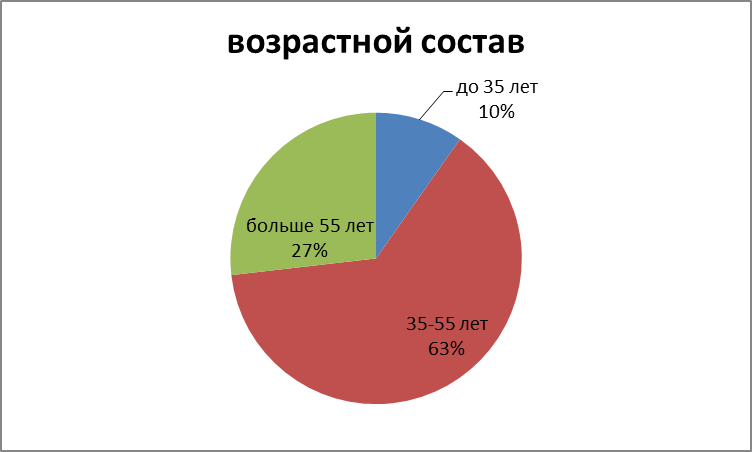 возрастной состав
до 35 лет
10%
больше 55 лет
27%
35-55 лет
63%